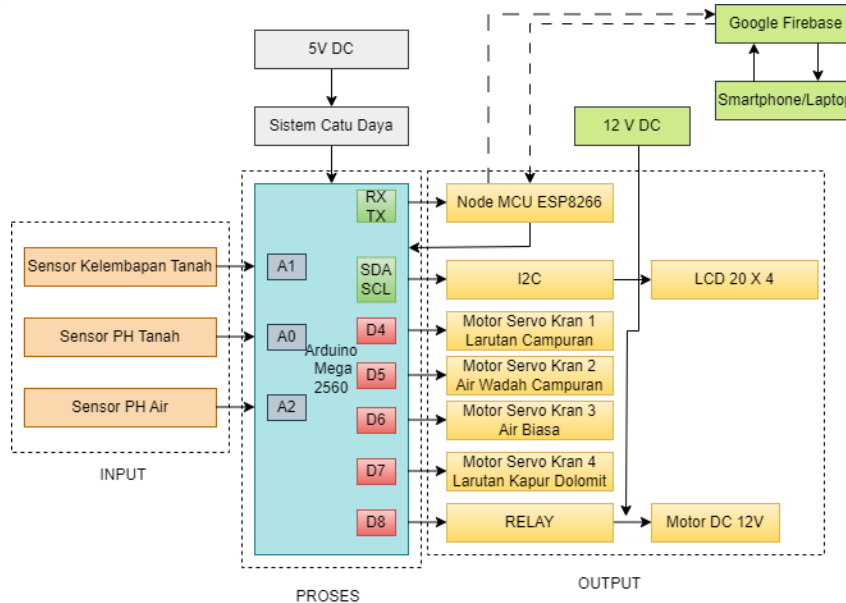 5V DC
Google Firebase
Sistem Catu Daya
12 V DC
Smartphone/Laptop
RX
TX
Node MCU ESP8266
Sensor Kelembapan Tanah
A1
SDA
SCL
I2C
LCD 20 X 4
Sensor PH Tanah
A0
Arduino
Mega
2560
D4
Motor Servo Kran 1
Larutan Campuran
D5
Motor Servo Kran 2
Air Wadah Campuran
Sensor PH Air
A2
D6
Motor Servo Kran 3
Air Biasa
INPUT
D7
Motor Servo Kran 4
Larutan Kapur Dolomit
D8
RELAY
Motor DC 12V
PROSES
OUTPUT